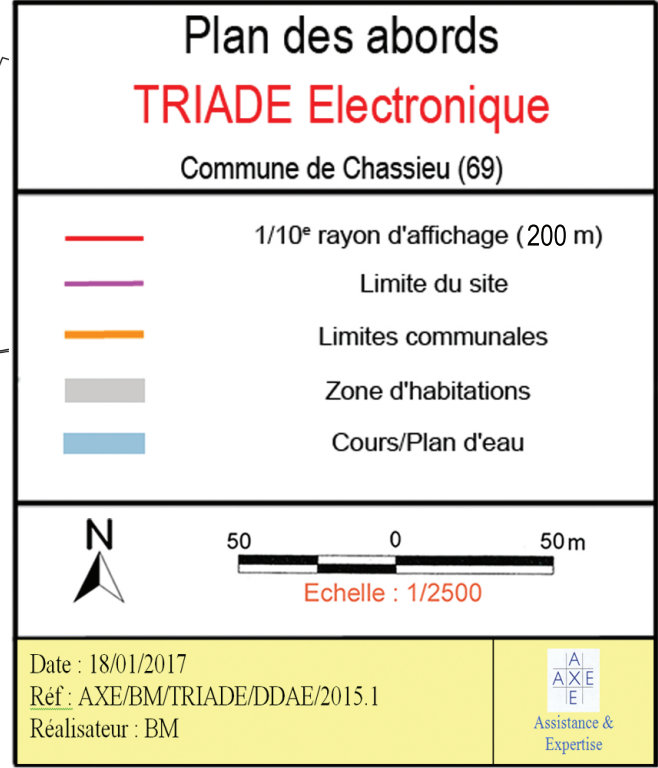 Plan des abords
TRIADE Electronique
Commune de Chassieu (69)
1/10e rayon d'affichage (200 m)
Limite du site
Limites communales
Zone d'habitations
Cours/Plan d'eau
N
50 0 50 m
Echelle : 1/2500
Date : 18/01/2017
Réf : AXE/BM/TRIADE/DDAE/2015.1
Réalisateur : BM
A
AXE
E
Assistance &
Expertise